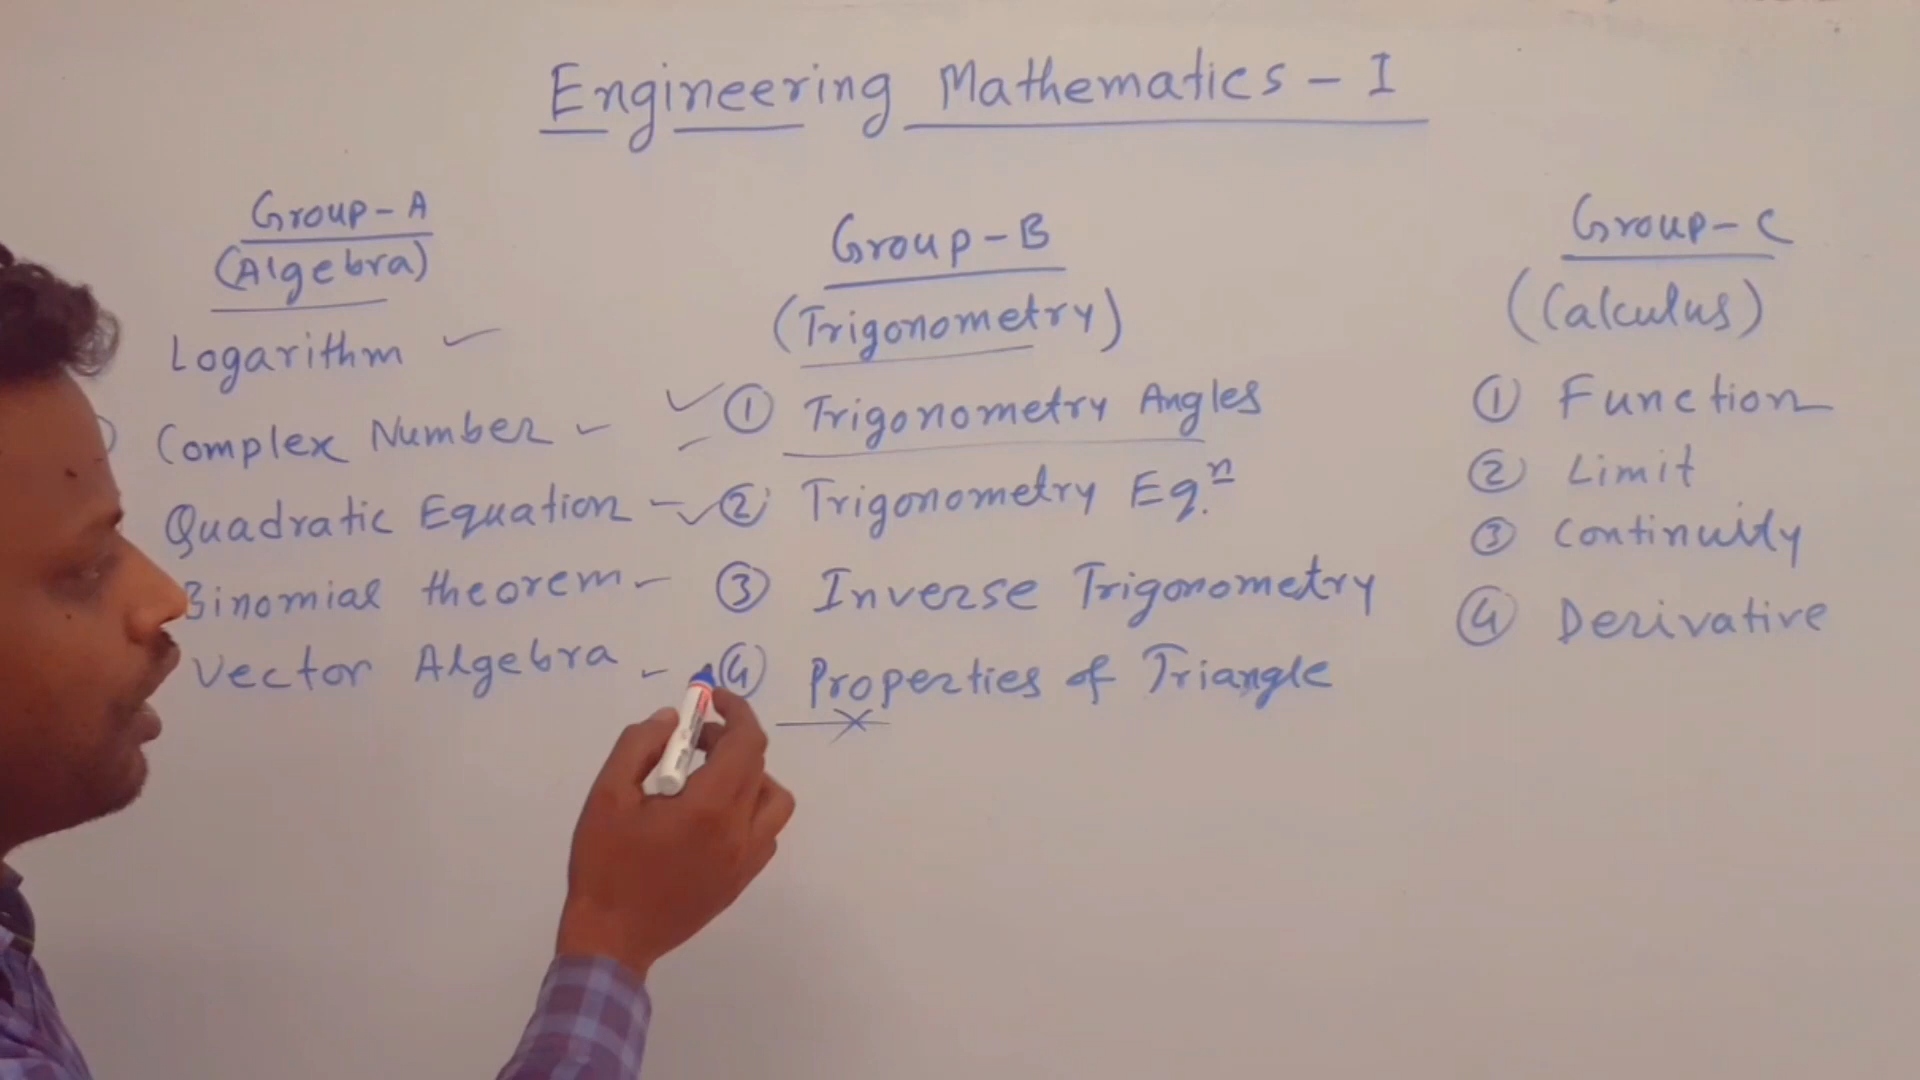 Engineering Mathematics - I
Group - A
(Algebra)
Logarithm
Complex Number
Quadratic Equation
Binomial theorem
Vector Algebra
Group - B
(Trigonometry)
① Trigonometry Angles
② Trigonometry Eq.ⁿ
③ Inverse Trigonometry
④ Properties of Triangle
Group - C
(Calculus)
① Function
② Limit
③ Continuity
④ Derivative